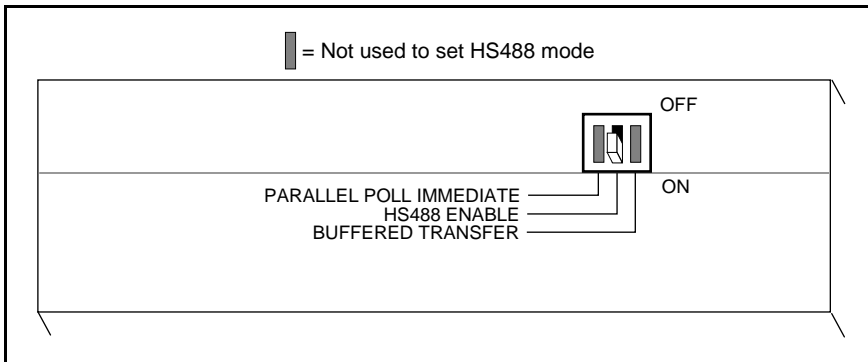 = Not used to set HS488 mode
OFF
ON
PARALLEL POLL IMMEDIATE
HS488 ENABLE
BUFFERED TRANSFER